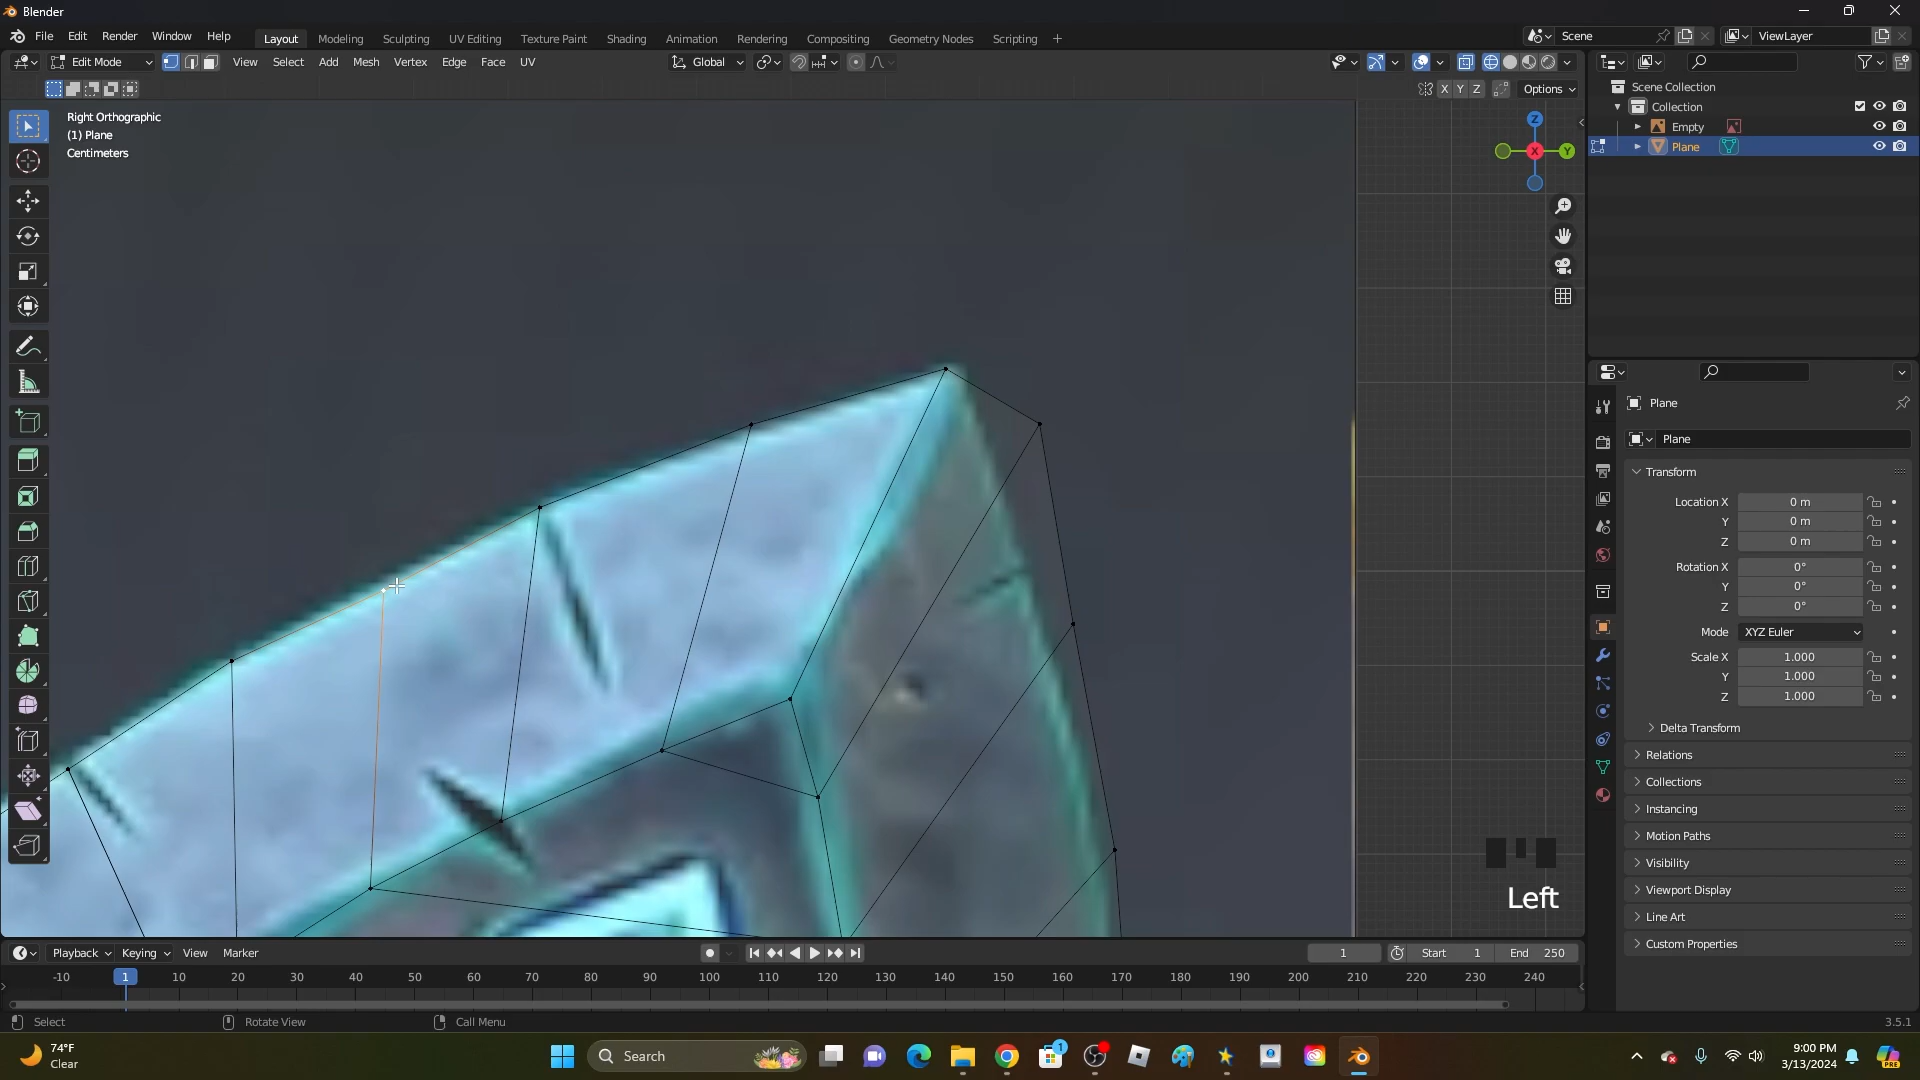 Blender
File Edit Render Window Help Layout Modeling Sculpting UV Editing Texture Paint Shading Animation Rendering Compositing Geometry Nodes Scripting + Scene ViewLayer
Edit Mode View Select Add Mesh Vertex Edge Face UV Global
X Y Z Options
Right Orthographic
(1) Plane
Centimeters
Z
X Y
Scene Collection
Collection
Empty
Plane
Plane
Plane
Transform
Location X 0 m
Y 0 m
Z 0 m
Rotation X 0°
Y 0°
Z 0°
Mode XYZ Euler
Scale X 1.000
Y 1.000
Z 1.000
Delta Transform
Relations
Collections
Instancing
Motion Paths
Visibility
Viewport Display
Line Art
Custom Properties
Left
Playback Keying View Marker 1 Start 1 End 250
-10 1 10 20 30 40 50 60 70 80 90 100 110 120 130 140 150 160 170 180 190 200 210 220 230 240
Select Rotate View Call Menu 3.5.1
74°F
Clear
Search
1
9:00 PM
3/13/2024
PRE